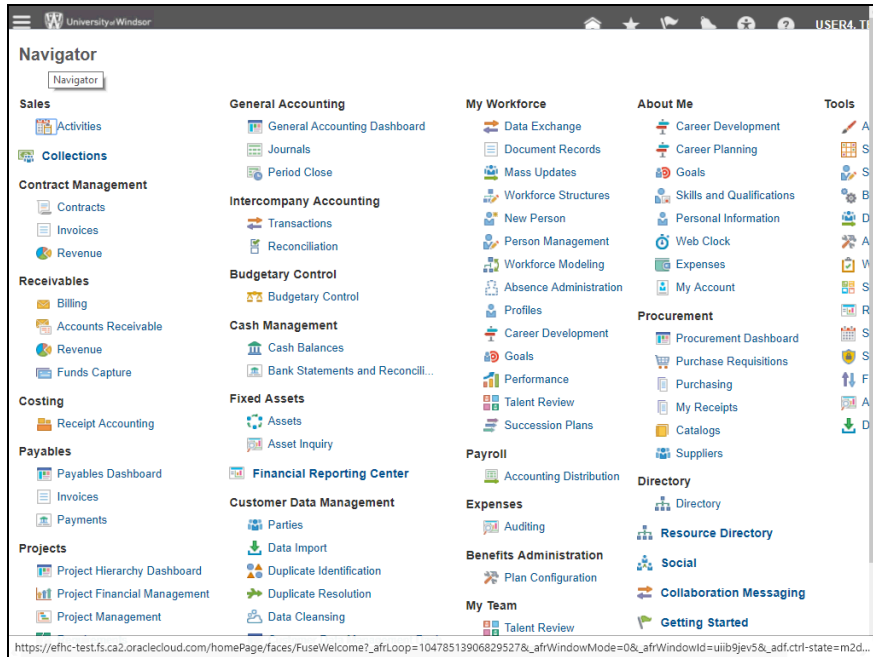 University of Windsor
USER4, T
Navigator
Navigator
Sales
Activities
Collections
Contract Management
Contracts
Invoices
Revenue
Receivables
Billing
Accounts Receivable
Revenue
Funds Capture
Costing
Receipt Accounting
Payables
Payables Dashboard
Invoices
Payments
Projects
Project Hierarchy Dashboard
Project Financial Management
Project Management
General Accounting
General Accounting Dashboard
Journals
Period Close
Intercompany Accounting
Transactions
Reconciliation
Budgetary Control
Budgetary Control
Cash Management
Cash Balances
Bank Statements and Reconcili...
Fixed Assets
Assets
Asset Inquiry
Financial Reporting Center
Customer Data Management
Parties
Data Import
Duplicate Identification
Duplicate Resolution
Data Cleansing
My Workforce
Data Exchange
Document Records
Mass Updates
Workforce Structures
New Person
Person Management
Workforce Modeling
Absence Administration
Profiles
Career Development
Goals
Performance
Talent Review
Succession Plans
Payroll
Accounting Distribution
Expenses
Auditing
Benefits Administration
Plan Configuration
My Team
Talent Review
About Me
Career Development
Career Planning
Goals
Skills and Qualifications
Personal Information
Web Clock
Expenses
My Account
Procurement
Procurement Dashboard
Purchase Requisitions
Purchasing
My Receipts
Catalogs
Suppliers
Directory
Directory
Resource Directory
Social
Collaboration Messaging
Getting Started
Tools
A
S
S
B
D
A
W
S
R
S
S
F
A
D
https://efhc-test.fs.ca2.oraclecloud.com/homePage/faces/FuseWelcome?_afrLoop=10478513906829527&_afrWindowMode=0&_afrWindowId=uiib9jev5&_adf.ctrl-state=m2d...